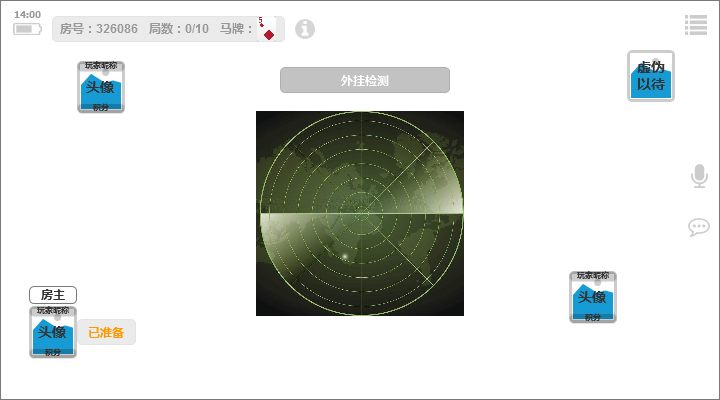 14:00
房号：326086 局数：0/10 马牌：
5
玩家昵称
头像
积分
外挂检测
虚伪
以待
房主
玩家昵称
头像
积分
已准备
玩家昵称
头像
积分